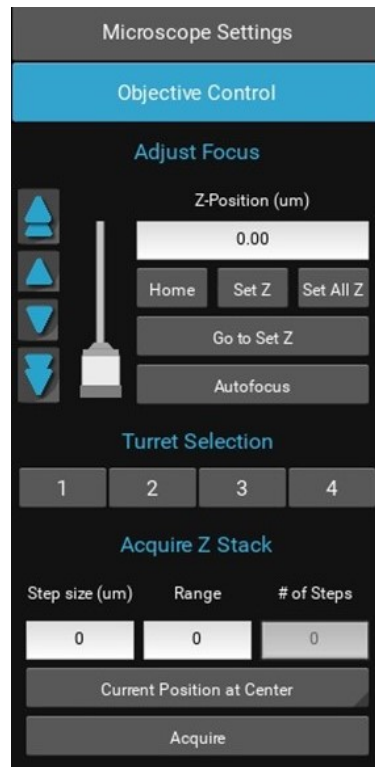 Microscope Settings
Objective Control
Adjust Focus
Z-Position (um)
0.00
Home Set Z Set All Z
Go to Set Z
Autofocus
Turret Selection
1 2 3 4
Acquire Z Stack
Step size (um) Range # of Steps
0 0 0
Current Position at Center
Acquire